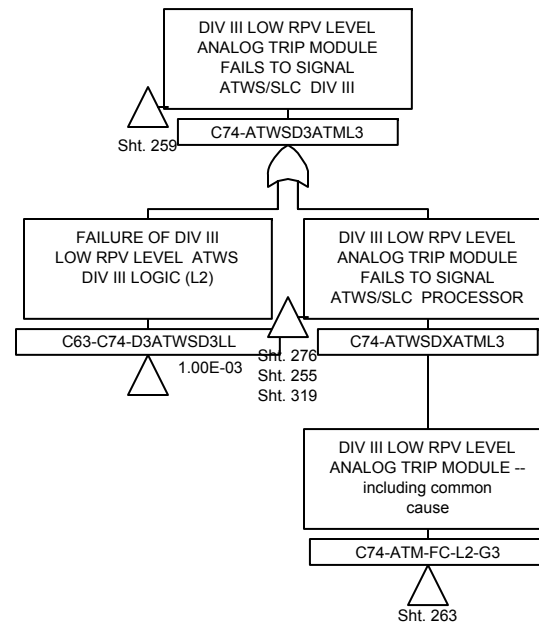 DIV III LOW RPV LEVEL
ANALOG TRIP MODULE
FAILS TO SIGNAL
ATWS/SLC DIV III
C74-ATWSD3ATML3
Sht. 259
FAILURE OF DIV III
LOW RPV LEVEL ATWS
DIV III LOGIC (L2)
C63-C74-D3ATWSD3LL
1.00E-03
DIV III LOW RPV LEVEL
ANALOG TRIP MODULE
FAILS TO SIGNAL
ATWS/SLC PROCESSOR
C74-ATWSDXATML3
Sht. 276
Sht. 255
Sht. 319
DIV III LOW RPV LEVEL
ANALOG TRIP MODULE --
including common
cause
C74-ATM-FC-L2-G3
Sht. 263